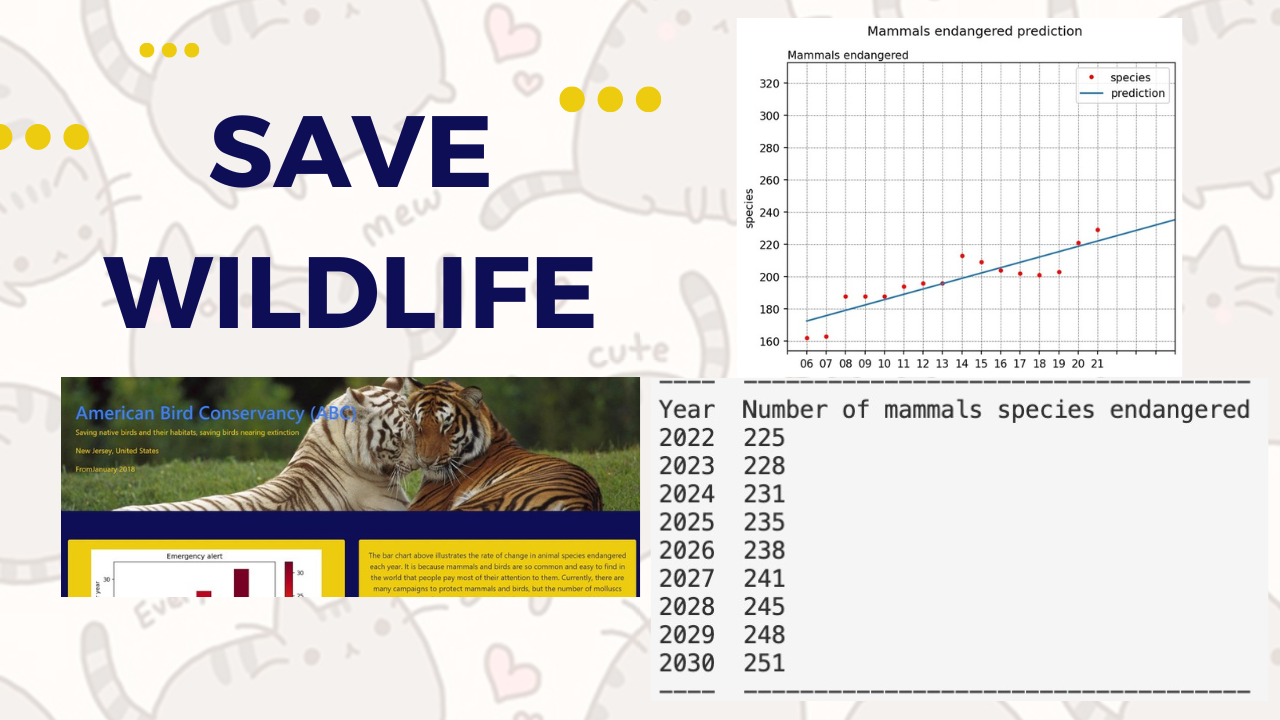 SAVE
WILDLIFE
mew
cute
American Bird Conservancy (ABC)
Saving native birds and their habitats, saving birds nearing extinction
New Jersey, United States
FromJanuary 2018
Emergency alert
30
30
The bar chart above illustrates the rate of change in animal species endangered
each year. It is because mammals and birds are so common and easy to find in
the world that people pay most of their attention to them. Currently, there are
many campaigns to protect mammals and birds, but the number of molluscs
Mammals endangered prediction
Mammals endangered
species
prediction
species
320
300
280
260
240
220
200
180
160
06 07 08 09 10 11 12 13 14 15 16 17 18 19 20 21
---- ------------------------------------
Year Number of mammals species endangered
2022 225
2023 228
2024 231
2025 235
2026 238
2027 241
2028 245
2029 248
2030 251
---- ------------------------------------